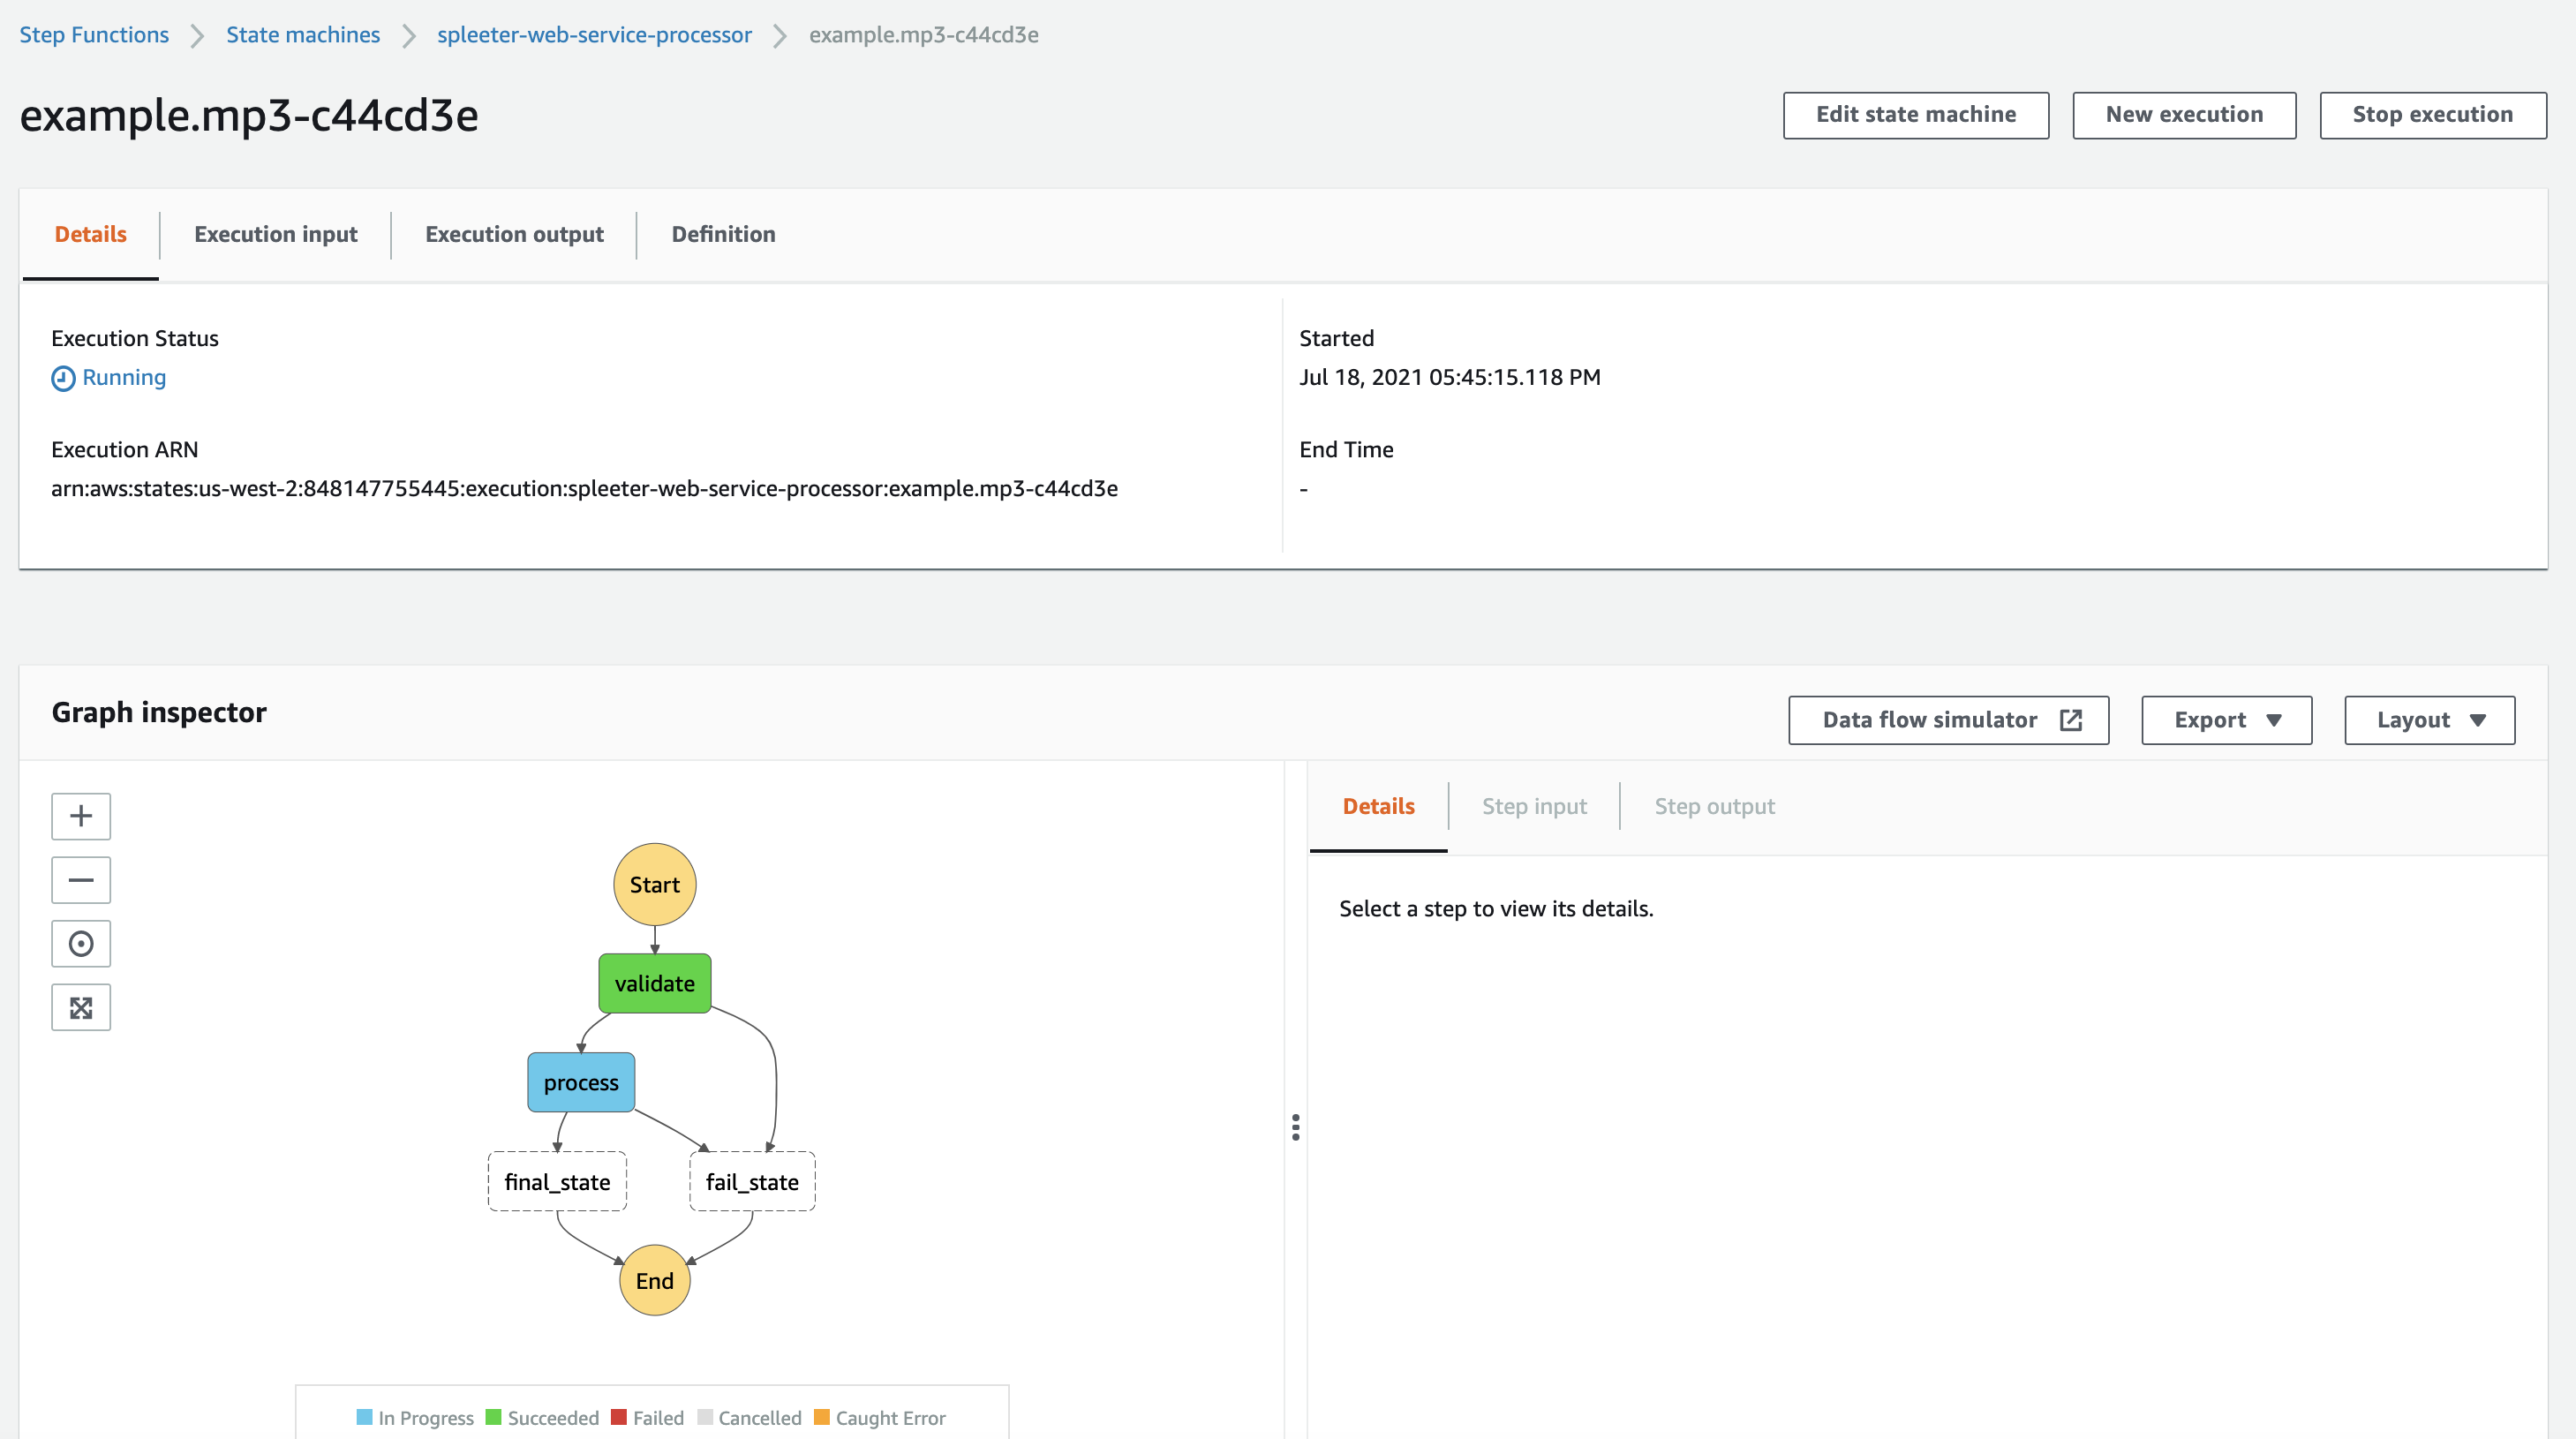 Step Functions > State machines > spleeter-web-service-processor > example.mp3-c44cd3e
example.mp3-c44cd3e
Edit state machine
New execution
Stop execution
Details
Execution input
Execution output
Definition
Execution Status
Running
Execution ARN
arn:aws:states:us-west-2:848147755445:execution:spleeter-web-service-processor:example.mp3-c44cd3e
Started
Jul 18, 2021 05:45:15.118 PM
End Time
-
Graph inspector
Data flow simulator
Export
Layout
Start
validate
process
final_state
fail_state
End
In Progress
Succeeded
Failed
Cancelled
Caught Error
Details
Step input
Step output
Select a step to view its details.